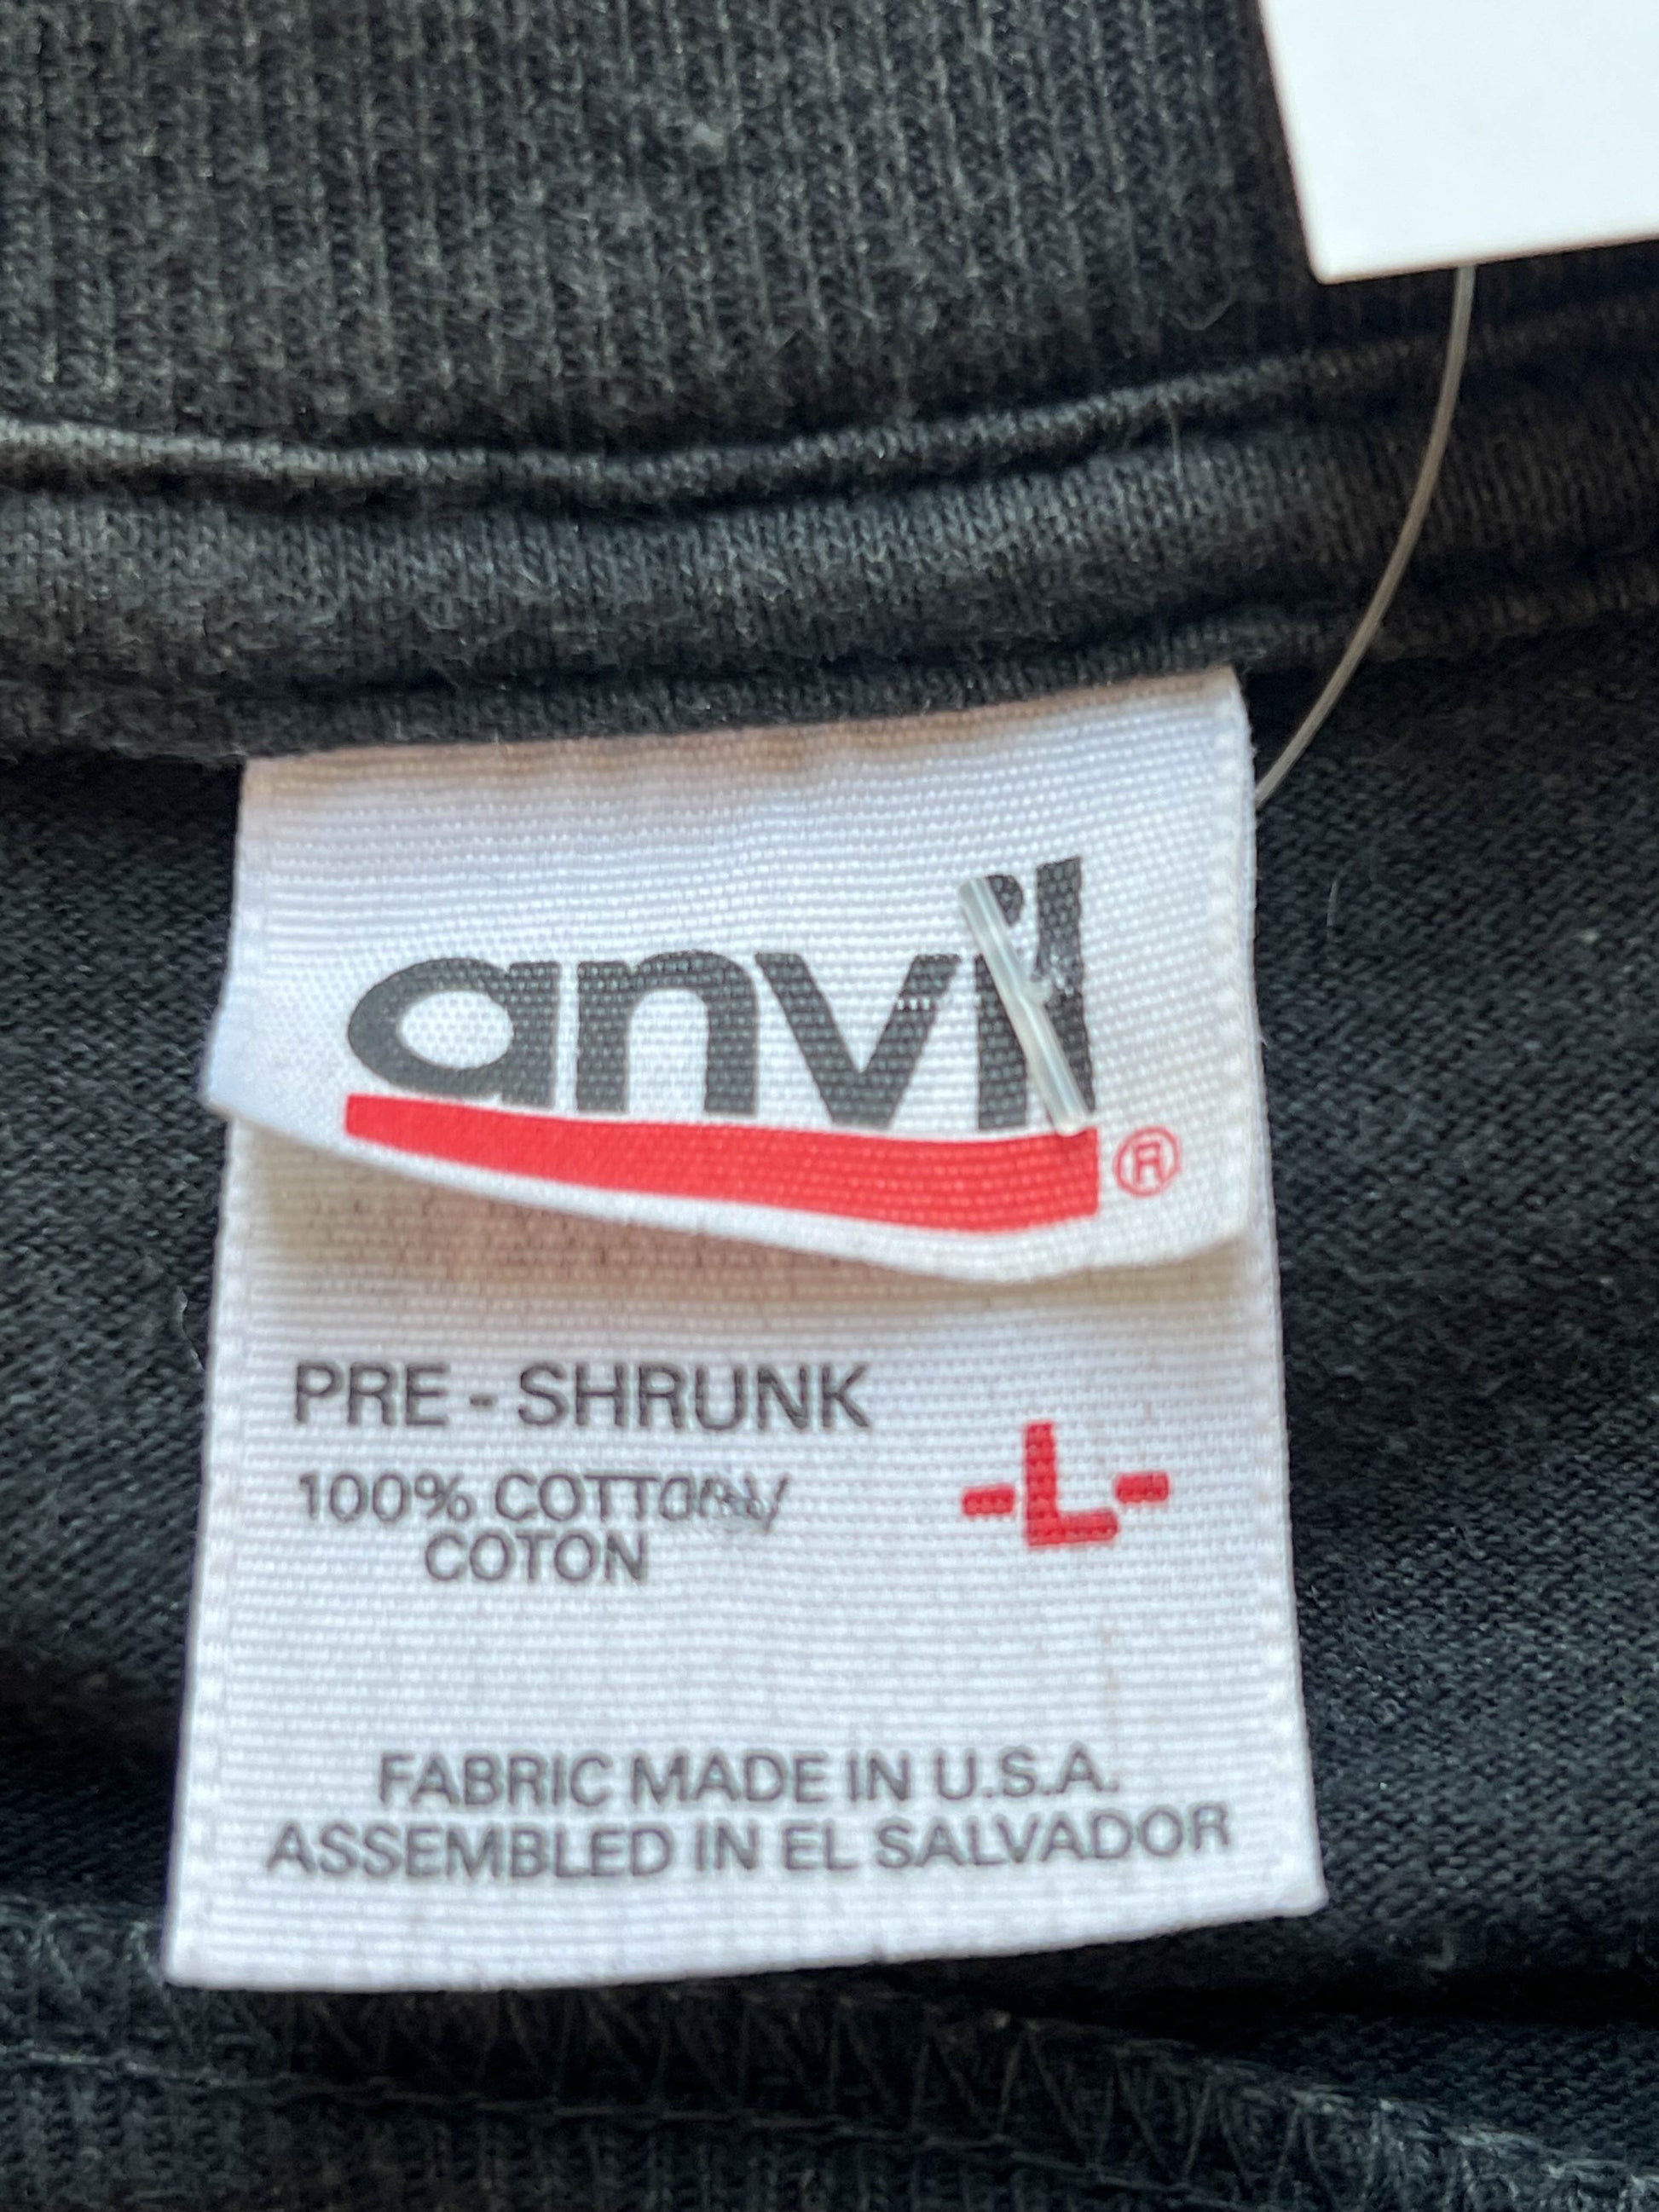 anvil
®
PRE - SHRUNK
100% COTTON/
COTON
-L-
FABRIC MADE IN U.S.A.
ASSEMBLED IN EL SALVADOR